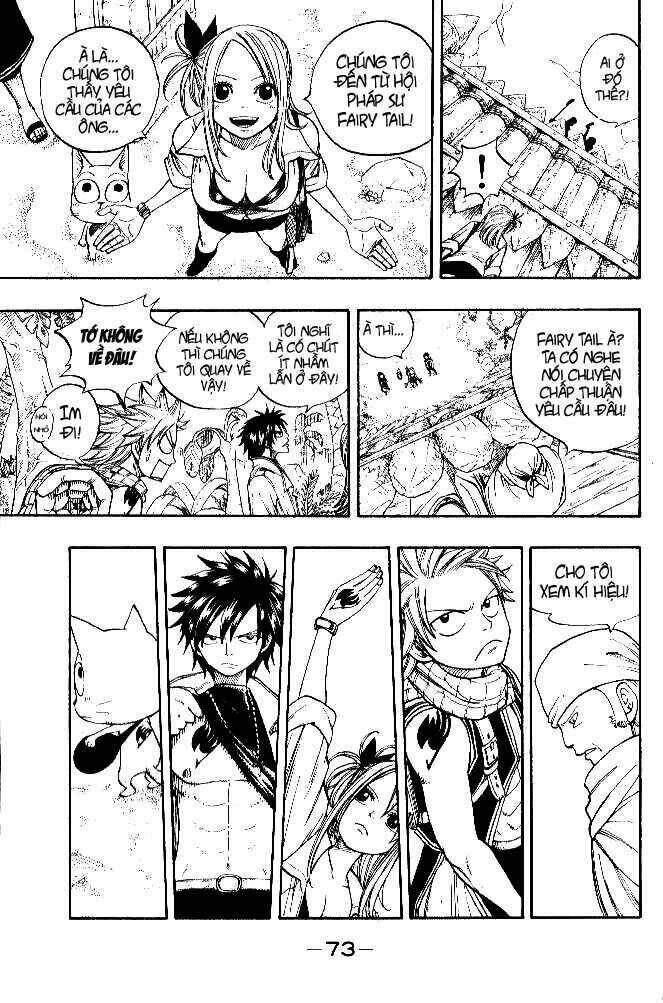 AI Ở
ĐÓ
THẾ?!
!
CHÚNG TÔI
ĐẾN TỪ HỘI
PHÁP SƯ
FAIRY TAIL!
À LÀ...
CHÚNG TÔI
THẤY YÊU
CẦU CỦA CÁC
ÔNG...
FAIRY TAIL À?
TA CÓ NGHE
NÓI CHUYỆN
CHẤP THUẬN
YÊU CẦU ĐÂU!
À THÌ...
TÔI NGHĨ
LÀ CÓ CHÚT
ÍT NHẦM
LẪN Ở ĐÂY!
NẾU KHÔNG
THÌ CHÚNG
TÔI QUAY VỀ
VẬY!
TỚ KHÔNG
VỀ ĐÂU!
IM
ĐI!
NÓI
NHỎ
CHO TÔI
XEM KÍ HIỆU!
-73-